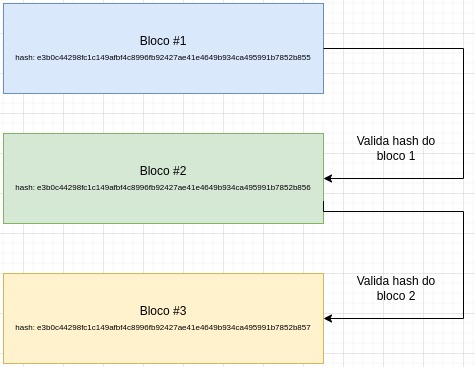 Bloco #1
hash: e3b0c44298fc1c149afbf4c8996fb92427ae41e4649b934ca495991b7852b855
Valida hash do
bloco 1
Bloco #2
hash: e3b0c44298fc1c149afbf4c8996fb92427ae41e4649b934ca495991b7852b856
Valida hash do
bloco 2
Bloco #3
hash: e3b0c44298fc1c149afbf4c8996fb92427ae41e4649b934ca495991b7852b857